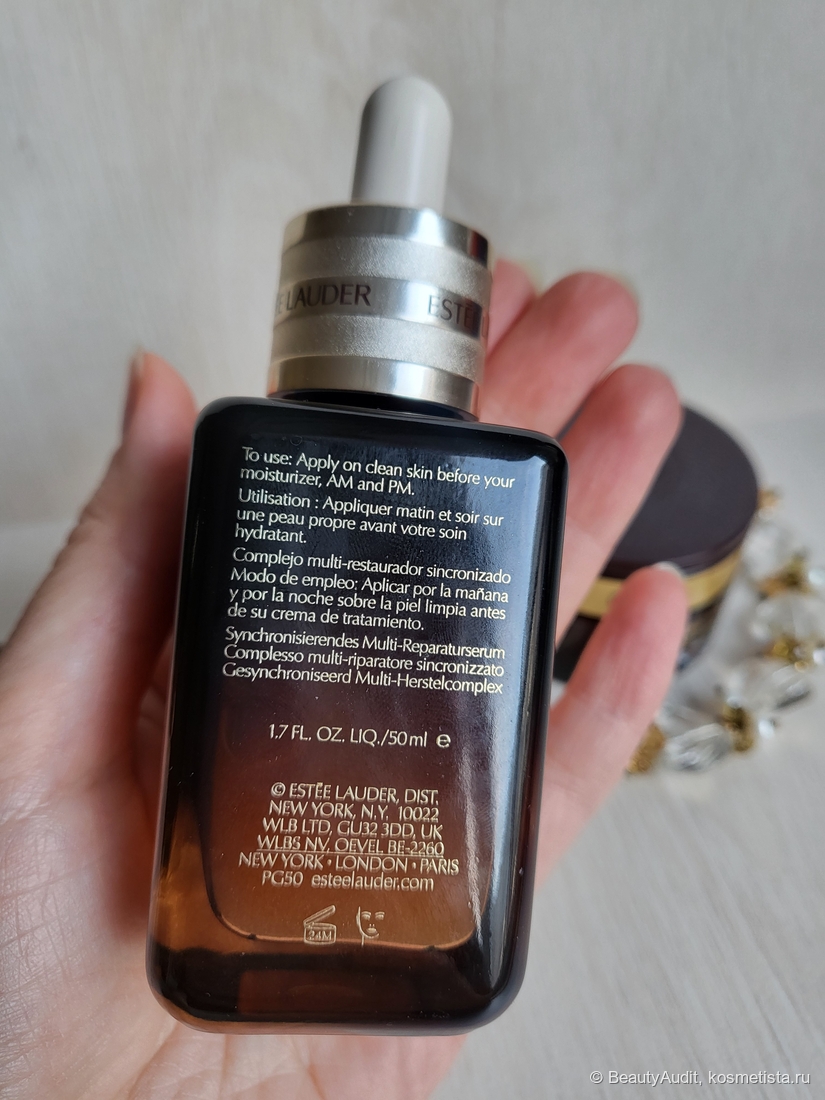 LAUDER ESTĒE
To use: Apply on clean skin before your
moisturizer, AM and PM.
Utilisation : Appliquer matin et soir sur
une peau propre avant votre soin
hydratant.
Complejo multi-restaurador sincronizado
Modo de empleo: Aplicar por la mañana
y por la noche sobre la piel limpia antes
de su crema de tratamiento.
Synchronisierendes Multi-Reparaturserum
Complesso multi-riparatore sincronizzato
Gesynchroniseerd Multi-Herstelcomplex
1.7 FL. OZ. LIQ./50 ml ℮
© ESTĒE LAUDER, DIST.
NEW YORK, N.Y. 10022
WLB LTD, GU32 3DD, UK
WLBS NV, OEVEL BE-2260
NEW YORK • LONDON • PARIS
PG50 esteelauder.com
24M
© BeautyAudit, kosmetista.ru